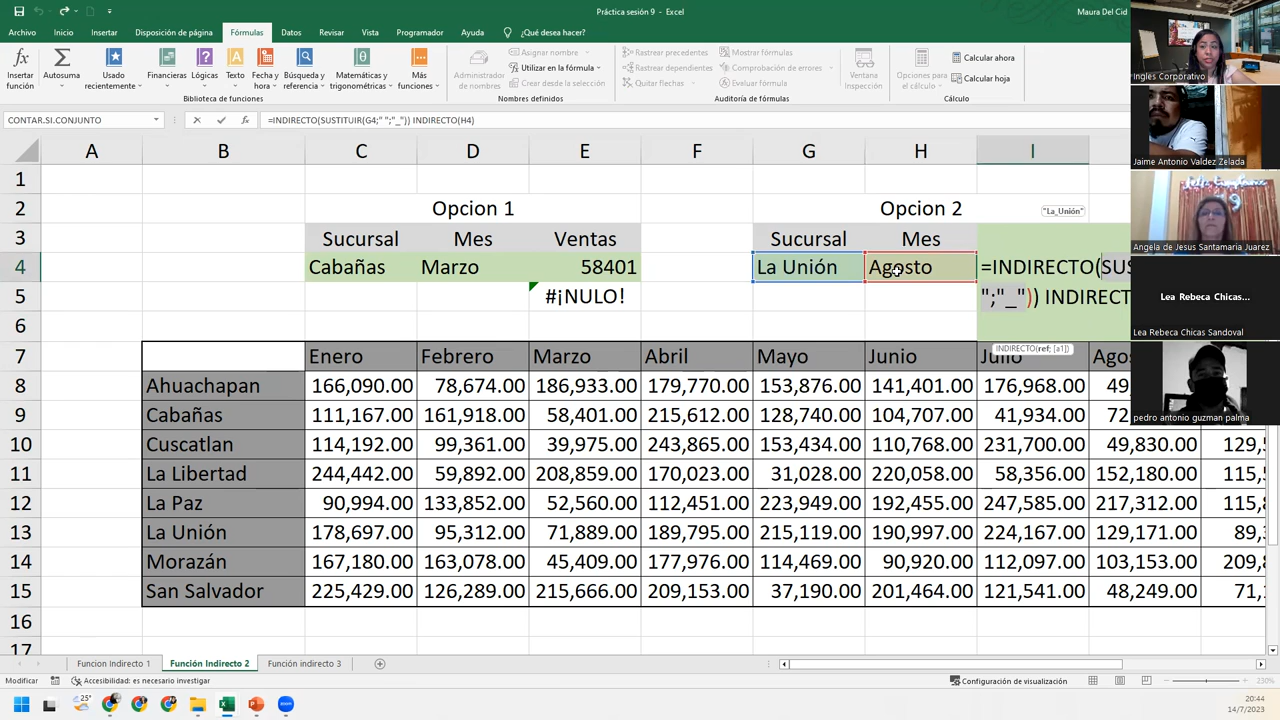 Práctica sesión 9 - Excel
Maura Del Cid
Archivo Inicio Insertar Disposición de página Fórmulas Datos Revisar Vista Programador Ayuda ¿Qué desea hacer?
Insertar función
Autosuma
Usado recientemente
Financieras
Lógicas
Texto
Fecha y hora
Búsqueda y referencia
Matemáticas y trigonométricas
Más funciones
Biblioteca de funciones
Administrador de nombres
Asignar nombre
Utilizar en la fórmula
Crear desde la selección
Nombres definidos
Rastrear precedentes
Rastrear dependientes
Quitar flechas
Mostrar fórmulas
Comprobación de errores
Evaluar fórmula
Auditoría de fórmulas
Ventana Inspección
Opciones para el cálculo
Calcular ahora
Calcular hoja
Cálculo
CONTAR.SI.CONJUNTO
=INDIRECTO(SUSTITUIR(G4;" ";"_")) INDIRECTO(H4)
A B C D E F G H I
1
2 Opcion 1 Opcion 2 "La_Unión"
3 Sucursal Mes Ventas Sucursal Mes
4 Cabañas Marzo 58401 La Unión Agosto =INDIRECTO(SUS
5 #¡NULO! ";"_")) INDIRECT
6
INDIRECTO(ref; [a1])
7 Enero Febrero Marzo Abril Mayo Junio Julio Agos
8 Ahuachapan 166,090.00 78,674.00 186,933.00 179,770.00 153,876.00 141,401.00 176,968.00 49,
9 Cabañas 111,167.00 161,918.00 58,401.00 215,612.00 128,740.00 104,707.00 41,934.00 72,
10 Cuscatlan 114,192.00 99,361.00 39,975.00 243,865.00 153,434.00 110,768.00 231,700.00 49,830.00 129,5
11 La Libertad 244,442.00 59,892.00 208,859.00 170,023.00 31,028.00 220,058.00 58,356.00 152,180.00 115,5
12 La Paz 90,994.00 133,852.00 52,560.00 112,451.00 223,949.00 192,455.00 247,585.00 217,312.00 115,8
13 La Unión 178,697.00 95,312.00 71,889.00 189,795.00 215,119.00 190,997.00 224,167.00 129,171.00 89,3
14 Morazán 167,180.00 163,078.00 45,409.00 177,976.00 114,469.00 90,920.00 112,097.00 103,153.00 209,8
15 San Salvador 225,429.00 126,289.00 215,666.00 209,153.00 37,190.00 201,464.00 121,541.00 48,249.00 71,1
16
17
Funcion Indirecto 1 Función Indirecto 2 Función indirecto 3
Modificar Accesibilidad: es necesario investigar Configuración de visualización 230%
25°
zoom
20:44
14/7/2023
Ingles Corporativo
Jaime Antonio Valdez Zelada
Angela de Jesus Santamaria Juarez
Lea Rebeca Chicas...
Lea Rebeca Chicas Sandoval
pedro antonio guzman palma